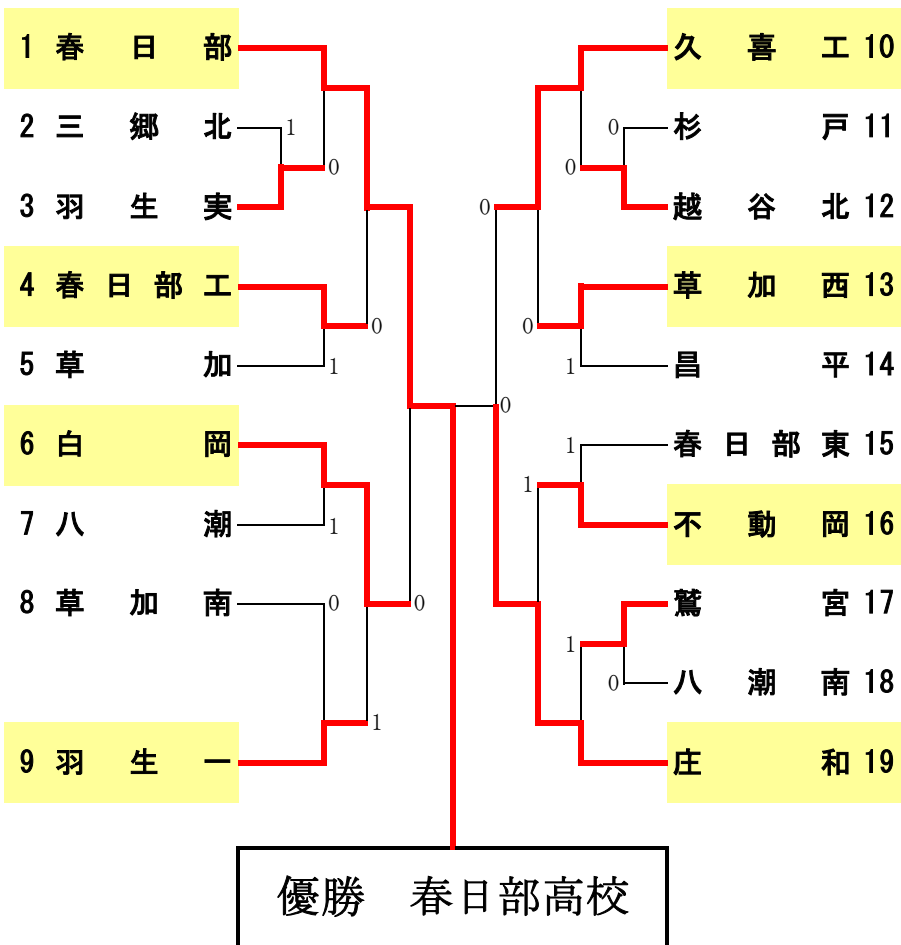 1 春日部
2 三郷北
3 羽生実
4 春日部工
5 草加
6 白岡
7 八潮
8 草加南
9 羽生一
1
0
0
1
1
0
0
1
久喜工 10
杉戸 11
越谷北 12
草加西 13
昌平 14
春日部東 15
不動岡 16
鷲宮 17
八潮南 18
庄和 19
0
0
0
0
1
0
1
1
1
0
優勝 春日部高校